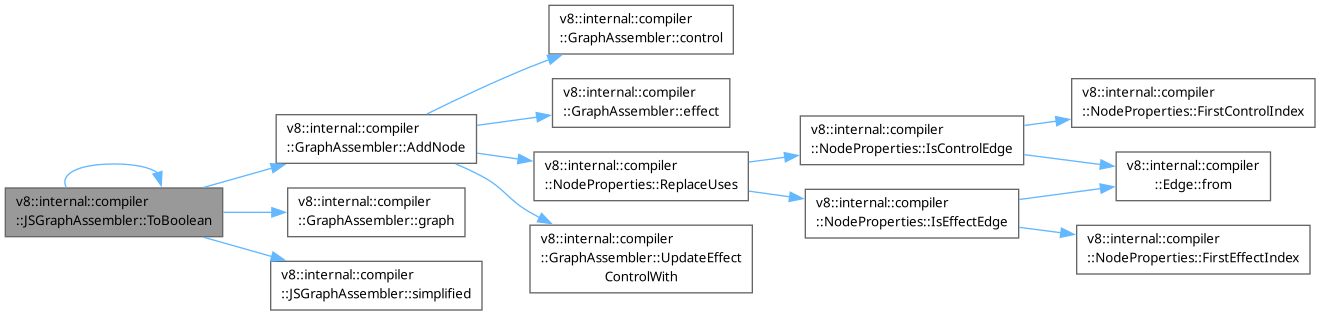 v8::internal::compiler
::GraphAssembler::control
v8::internal::compiler
::GraphAssembler::effect
v8::internal::compiler
::NodeProperties::FirstControlIndex
v8::internal::compiler
::GraphAssembler::AddNode
v8::internal::compiler
::NodeProperties::IsControlEdge
v8::internal::compiler
::NodeProperties::ReplaceUses
v8::internal::compiler
::Edge::from
v8::internal::compiler
::JSGraphAssembler::ToBoolean
v8::internal::compiler
::GraphAssembler::graph
v8::internal::compiler
::NodeProperties::IsEffectEdge
v8::internal::compiler
::GraphAssembler::UpdateEffect
ControlWith
v8::internal::compiler
::NodeProperties::FirstEffectIndex
v8::internal::compiler
::JSGraphAssembler::simplified